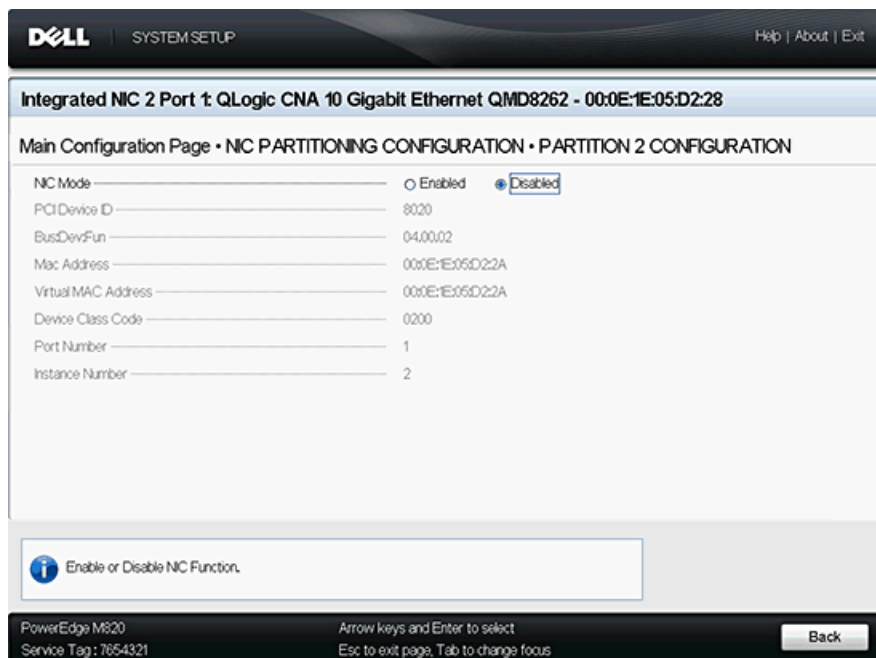 DELL SYSTEM SETUP Help | About | Exit
Integrated NIC 2 Port 1: QLogic CNA 10 Gigabit Ethernet QMD8262 - 00:0E:1E:05:D2:28
Main Configuration Page • NIC PARTITIONING CONFIGURATION • PARTITION 2 CONFIGURATION
NIC Mode Enabled Disabled
PCI Device ID 8020
Bus:Dev:Fun 04,00,02
Mac Address 00:0E:1E:05:D2:2A
Virtual MAC Address 00:0E:1E:05:D2:2A
Device Class Code 0200
Port Number 1
Instance Number 2
Enable or Disable NIC Function.
PowerEdge M820 Arrow keys and Enter to select
Service Tag : 7654321 Esc to exit page, Tab to change focus
Back